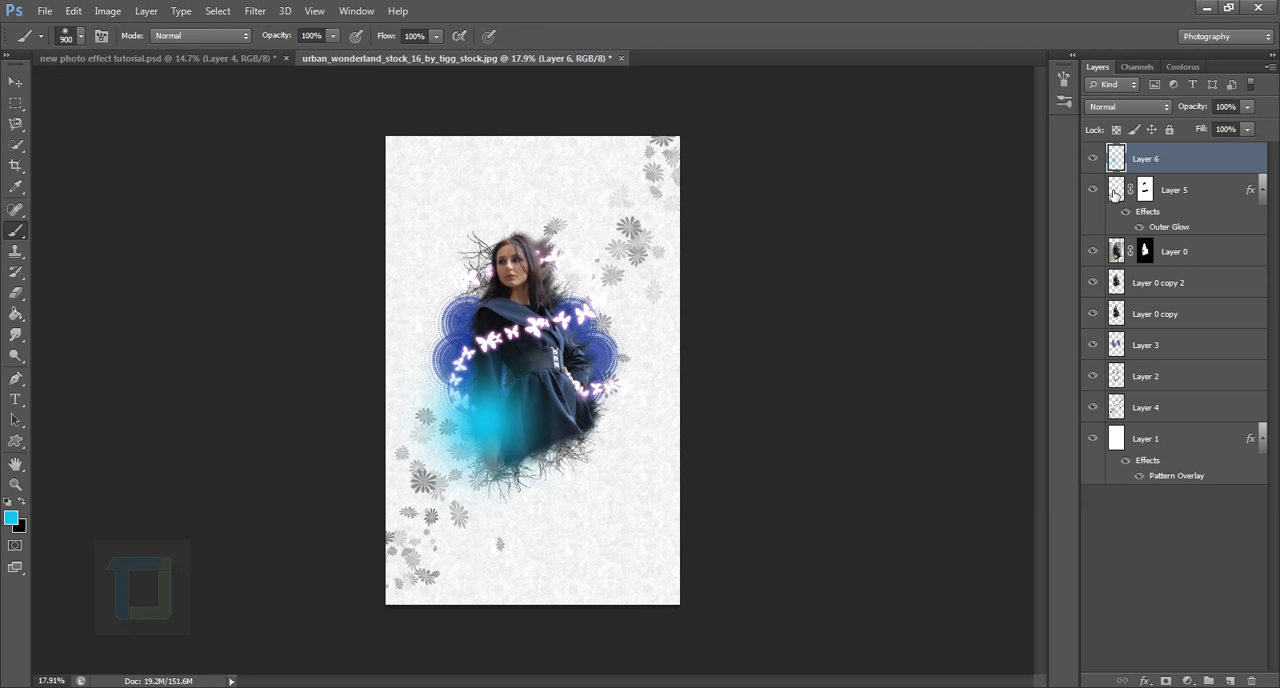 Ps File Edit Image Layer Type Select Filter 3D View Window Help
900 Mode: Normal Opacity: 100% Flow: 100% Photography
new photo effect tutorial.psd @ 14.7% (Layer 4, RGB/8) * × urban_wonderland_stock_16_by_tigg_stock.jpg @ 17.9% (Layer 6, RGB/8) * ×
Layers Channels Coolorus
Kind
Normal Opacity: 100%
Lock: Fill: 100%
Layer 6
Layer 5 fx
Effects
Outer Glow
Layer 0
Layer 0 copy 2
Layer 0 copy
Layer 3
Layer 2
Layer 4
Layer 1 fx
Effects
Pattern Overlay
17.91% Doc: 19.2M/151.6M